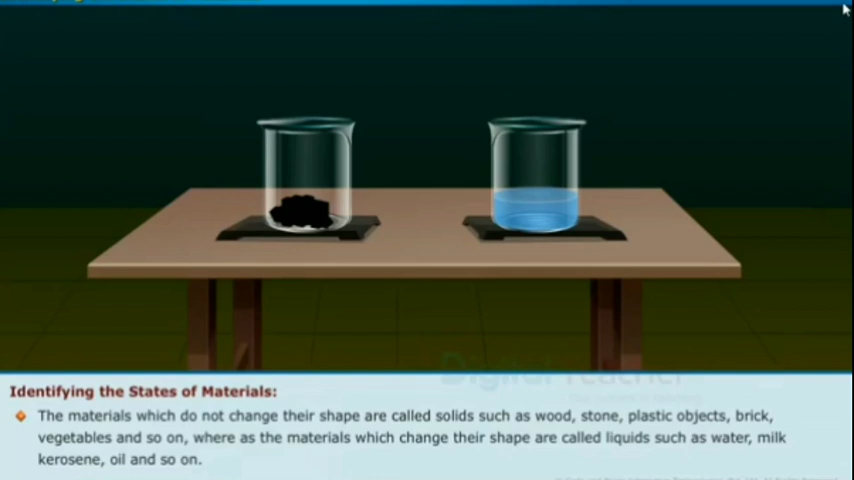 Identifying the States of Materials:
The materials which do not change their shape are called solids such as wood, stone, plastic objects, brick,
vegetables and so on, where as the materials which change their shape are called liquids such as water, milk
kerosene, oil and so on.
Digital Teacher